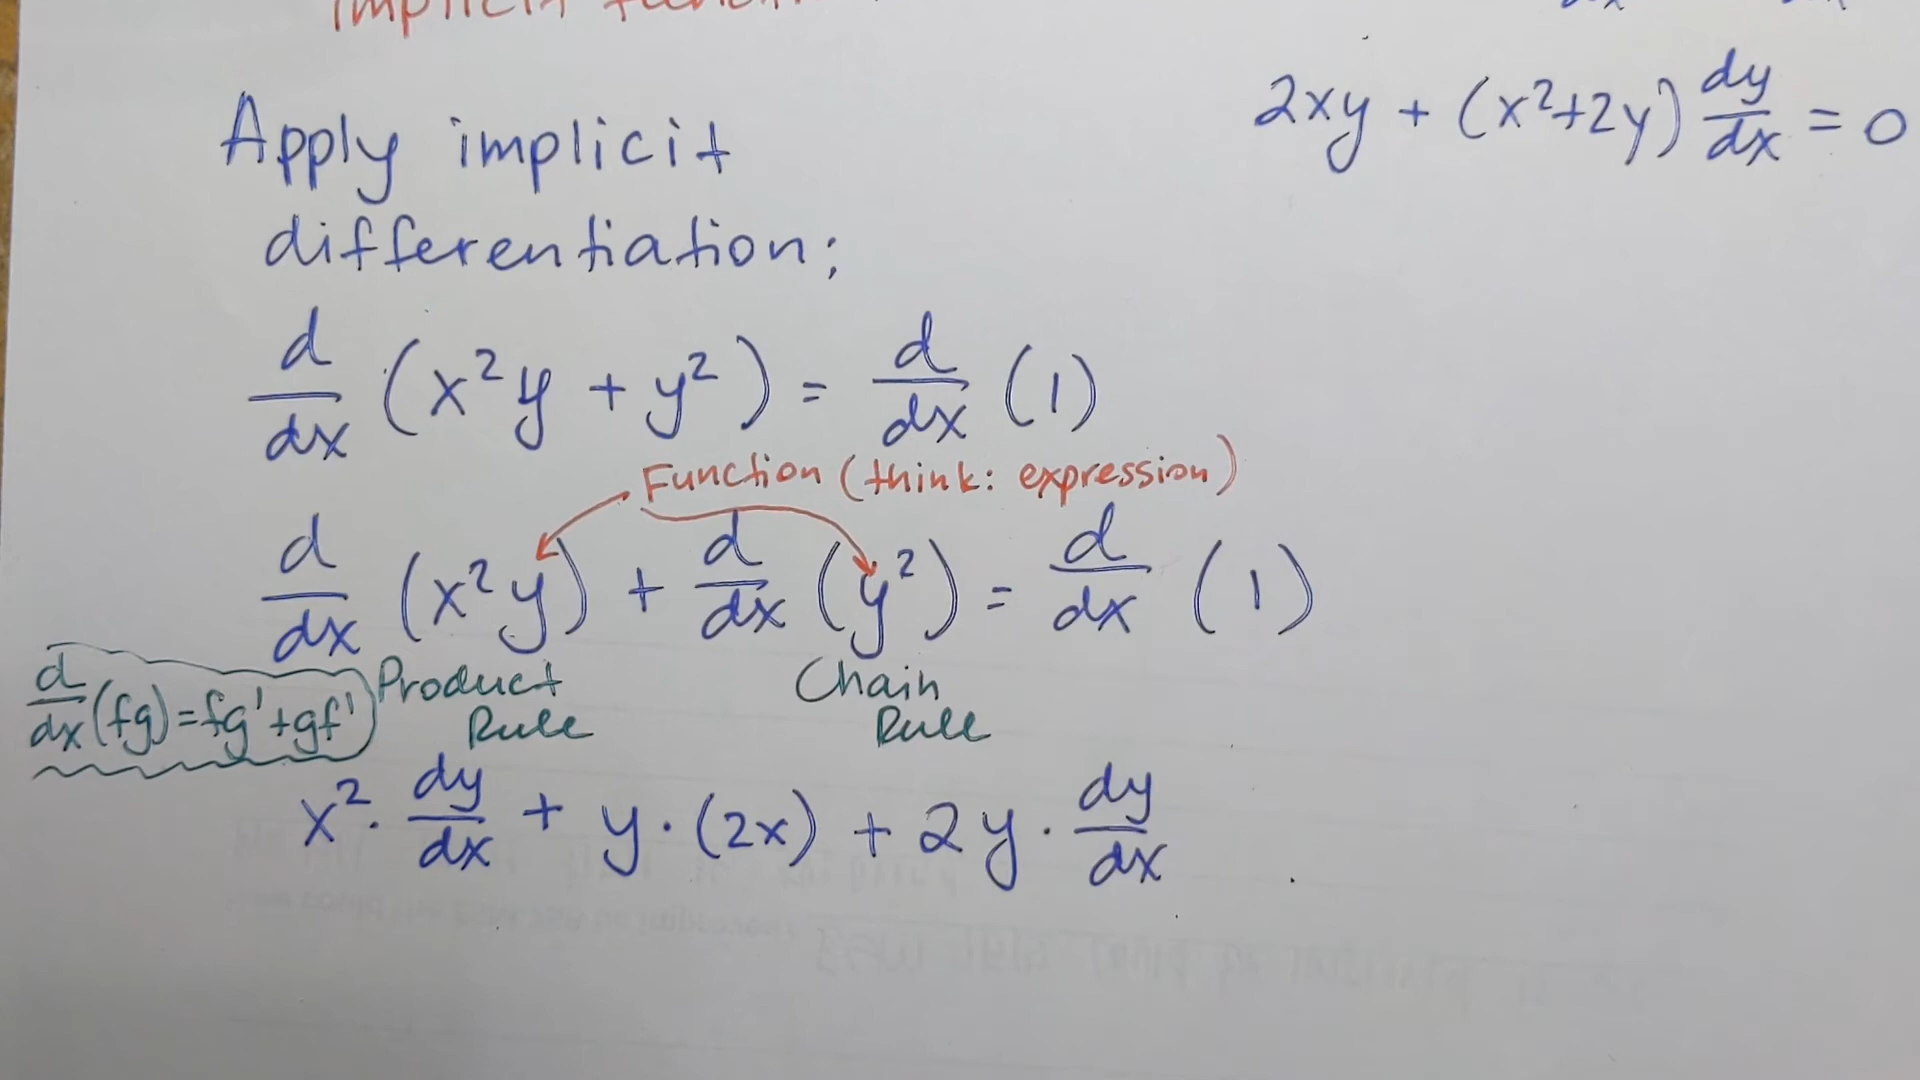 implicit
Apply implicit
differentiation:
d/dx (x²y + y²) = d/dx (1)
Function (think: expression)
d/dx (x²y) + d/dx (y²) = d/dx (1)
Product Rule
Chain Rule
d/dx (fg) = fg' + gf'
x² · dy/dx + y · (2x) + 2y · dy/dx
2xy + (x²+2y) dy/dx = 0